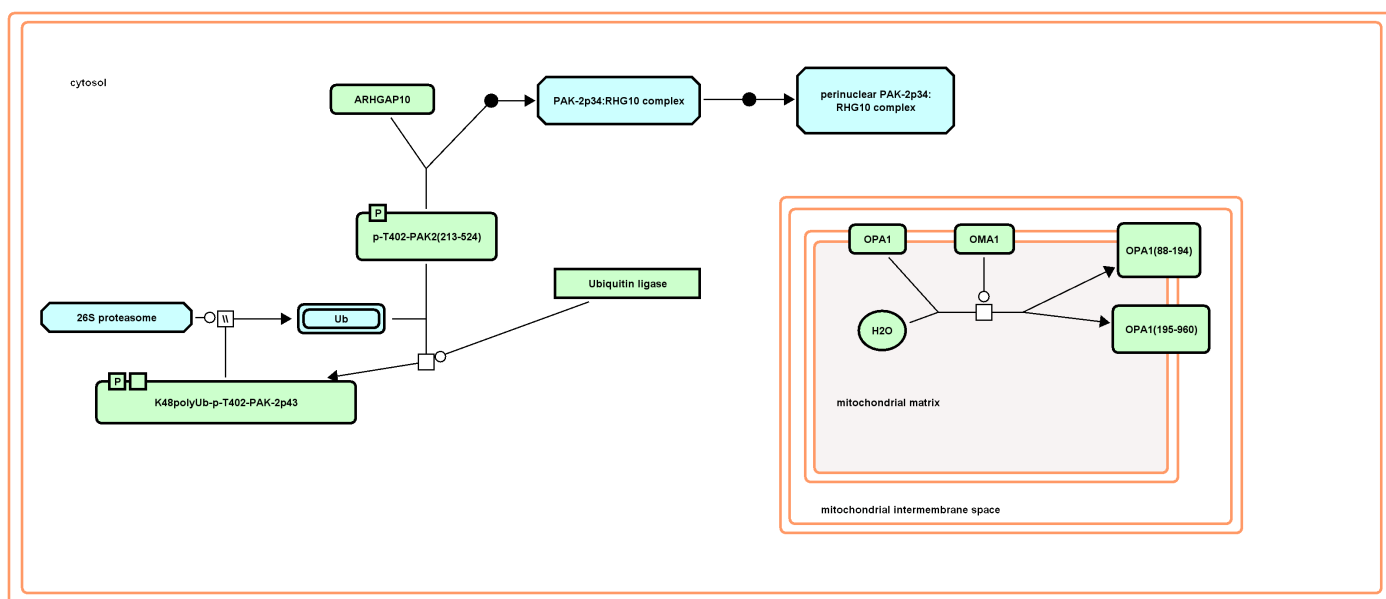 cytosol
ARHGAP10
PAK-2p34:RHG10 complex
perinuclear PAK-2p34:
RHG10 complex
P
p-T402-PAK2(213-524)
OPA1
OMA1
OPA1(88-194)
Ubiquitin ligase
26S proteasome
\\
Ub
H2O
OPA1(195-960)
P
K48polyUb-p-T402-PAK-2p43
mitochondrial matrix
mitochondrial intermembrane space